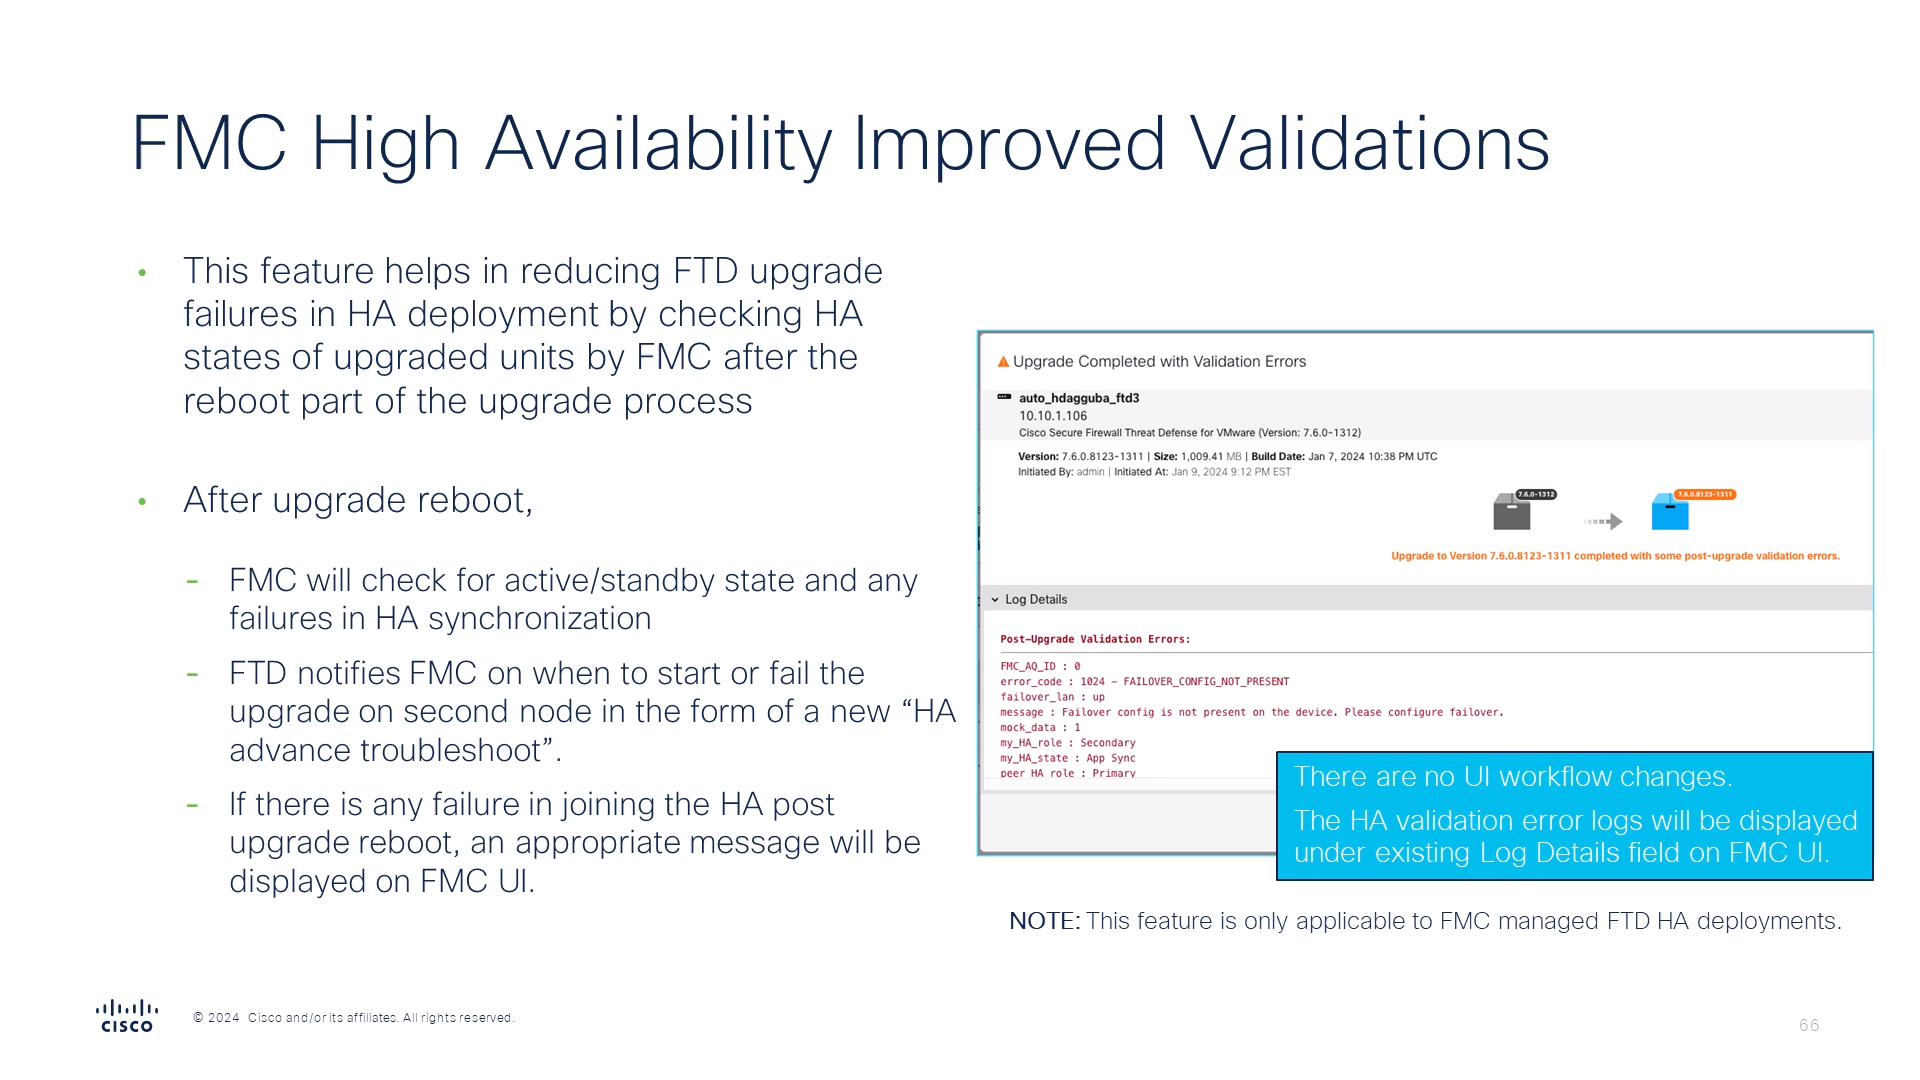 FMC High Availability Improved Validations
• This feature helps in reducing FTD upgrade
failures in HA deployment by checking HA
states of upgraded units by FMC after the
reboot part of the upgrade process
• After upgrade reboot,
- FMC will check for active/standby state and any
failures in HA synchronization
- FTD notifies FMC on when to start or fail the
upgrade on second node in the form of a new “HA
advance troubleshoot”.
- If there is any failure in joining the HA post
upgrade reboot, an appropriate message will be
displayed on FMC UI.
Upgrade Completed with Validation Errors
auto_hdagguba_ftd3
10.10.1.106
Cisco Secure Firewall Threat Defense for VMware (Version: 7.6.0-1312)
Version: 7.6.0.8123-1311 | Size: 1,009.41 MB | Build Date: Jan 7, 2024 10:38 PM UTC
Initiated By: admin | Initiated At: Jan 9, 2024 9:12 PM EST
7.6.0-1312 7.6.0.8123-1311
Upgrade to Version 7.6.0.8123-1311 completed with some post-upgrade validation errors.
Log Details
Post-Upgrade Validation Errors:
FMC_AQ_ID : 0
error_code : 1024 - FAILOVER_CONFIG_NOT_PRESENT
failover_lan : up
message : Failover config is not present on the device. Please configure failover.
mock_data : 1
my_HA_role : Secondary
my_HA_state : App Sync
peer HA role : Primary
There are no UI workflow changes.
The HA validation error logs will be displayed
under existing Log Details field on FMC UI.
NOTE: This feature is only applicable to FMC managed FTD HA deployments.
CISCO
© 2024 Cisco and/or its affiliates. All rights reserved.
66